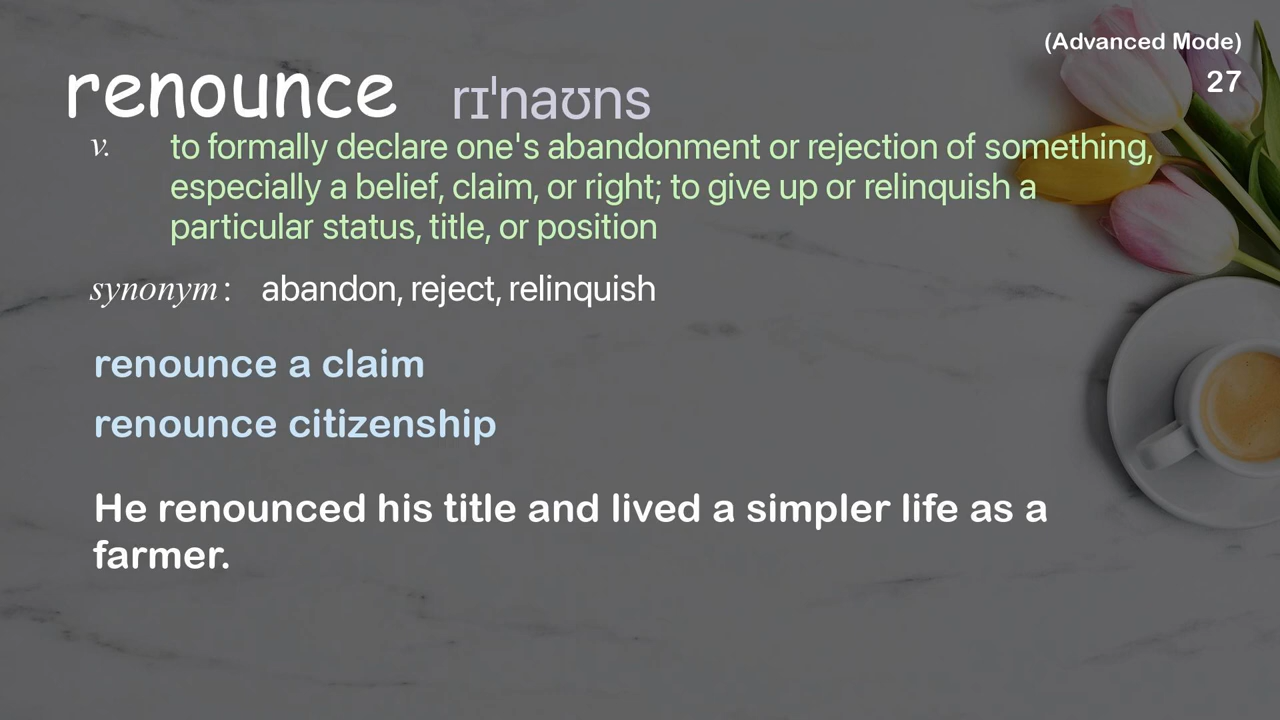 (Advanced Mode)
27
renounce rɪˈnaʊns
v. to formally declare one's abandonment or rejection of something,
especially a belief, claim, or right; to give up or relinquish a
particular status, title, or position
synonym : abandon, reject, relinquish
renounce a claim
renounce citizenship
He renounced his title and lived a simpler life as a
farmer.